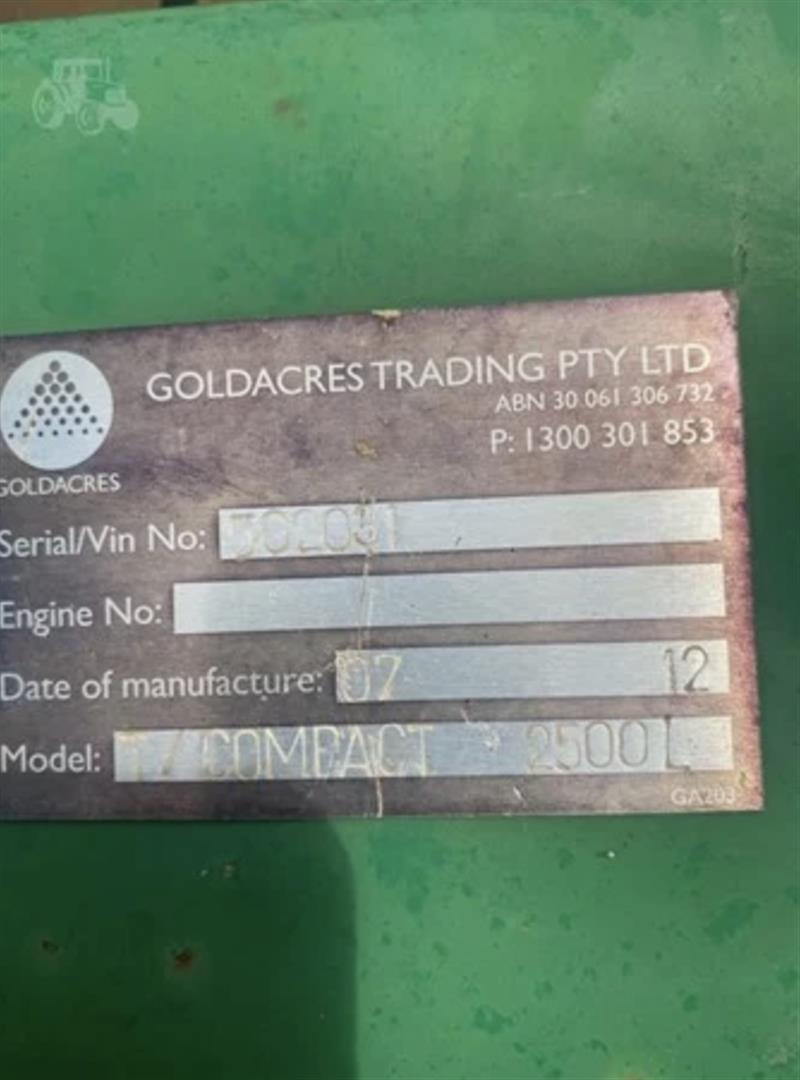 GOLDACRES TRADING PTY LTD
ABN 30 061 306 732
P: 1300 301 853
GOLDACRES
Serial/Vin No: 302031
Engine No:
Date of manufacture: 07 12
Model: T/COMPACT 2500 L
GA203